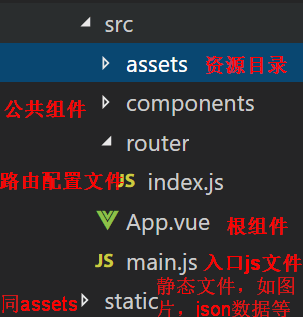 src
assets 资源目录
公共组件 components
router
路由配置文件 JS index.js
App.vue 根组件
JS main.js 入口js文件
同assets static 静态文件，如图
片，json数据等